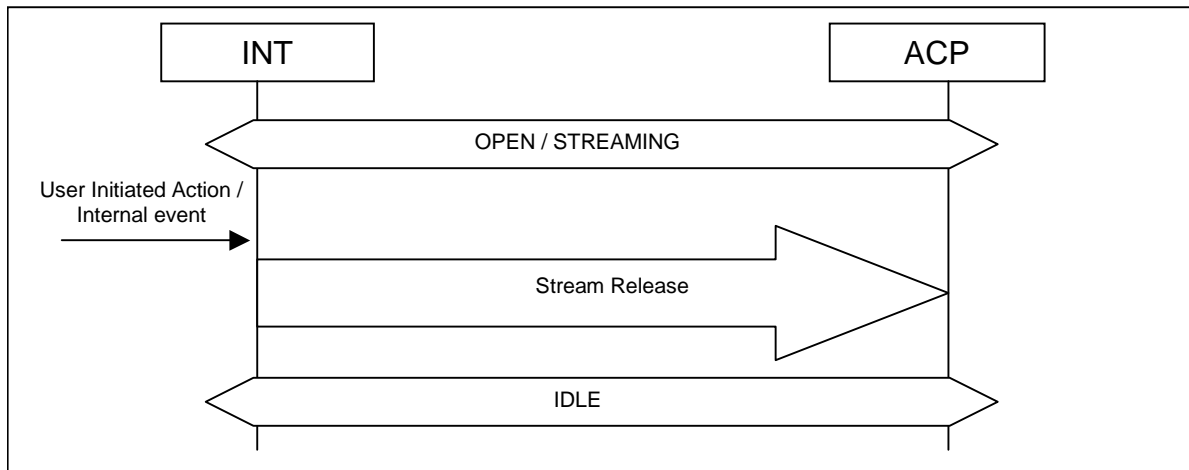 INT
ACP
OPEN / STREAMING
User Initiated Action /
Internal event
Stream Release
IDLE